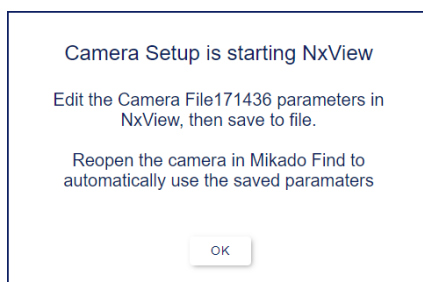 Camera Setup is starting NxView
Edit the Camera File171436 parameters in
NxView, then save to file.
Reopen the camera in Mikado Find to
automatically use the saved paramaters
OK